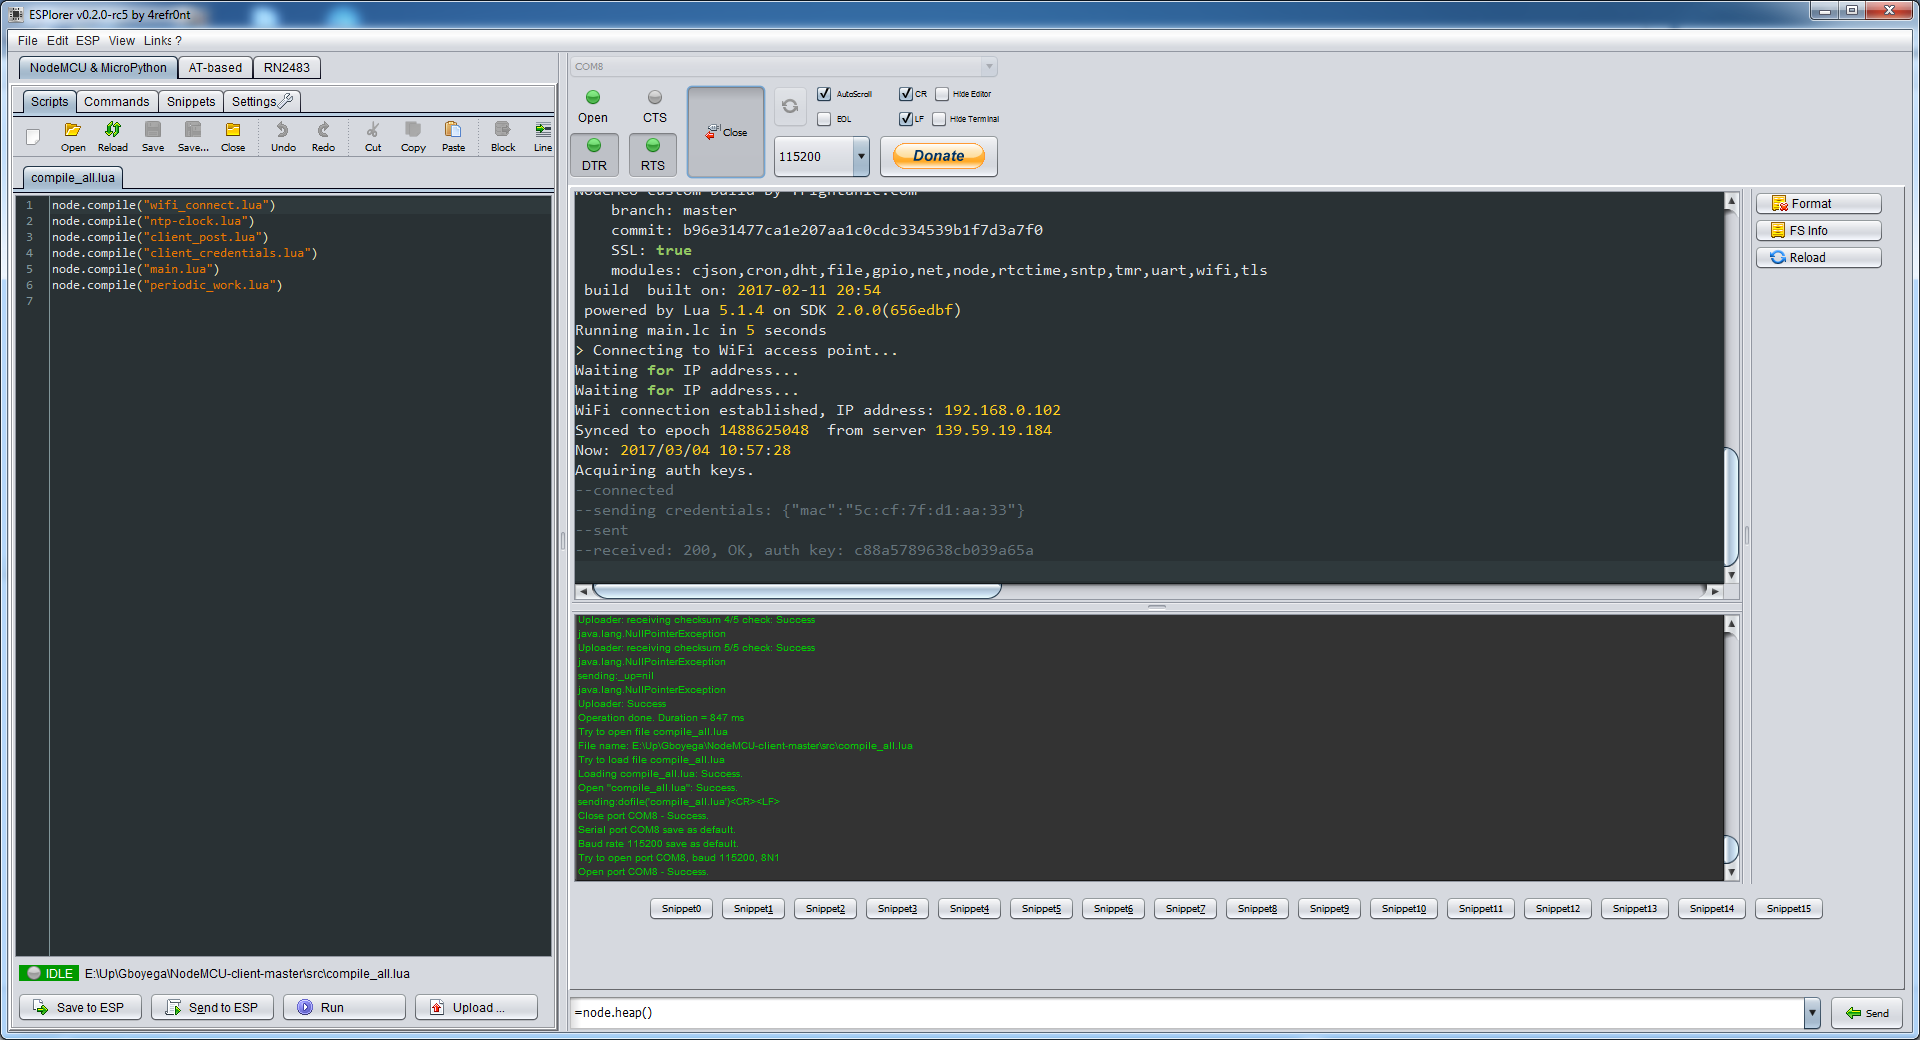 ESPlorer v0.2.0-rc5 by 4refr0nt
File Edit ESP View Links ?
NodeMCU & MicroPython AT-based RN2483
Scripts Commands Snippets Settings
Open Reload Save Save... Close Undo Redo Cut Copy Paste Block Line
compile_all.lua
1 node.compile("wifi_connect.lua")
2 node.compile("ntp-clock.lua")
3 node.compile("client_post.lua")
4 node.compile("client_credentials.lua")
5 node.compile("main.lua")
6 node.compile("periodic_work.lua")
7
IDLE E:\Up\Gboyega\NodeMCU-client-master\src\compile_all.lua
Save to ESP Send to ESP Run Upload ...
COM8
Open CTS Close AutoScroll CR Hide Editor
EOL LF Hide Terminal
DTR RTS 115200 Donate
NodeMCU custom build by frightanic.com
branch: master
commit: b96e31477ca1e207aa1c0cdc334539b1f7d3a7f0
SSL: true
modules: cjson,cron,dht,file,gpio,net,node,rtctime,sntp,tmr,uart,wifi,tls
build built on: 2017-02-11 20:54
powered by Lua 5.1.4 on SDK 2.0.0(656edbf)
Running main.lc in 5 seconds
> Connecting to WiFi access point...
Waiting for IP address...
Waiting for IP address...
WiFi connection established, IP address: 192.168.0.102
Synced to epoch 1488625048 from server 139.59.19.184
Now: 2017/03/04 10:57:28
Acquiring auth keys.
--connected
--sending credentials: {"mac":"5c:cf:7f:d1:aa:33"}
--sent
--received: 200, OK, auth key: c88a5789638cb039a65a
Format
FS Info
Reload
Uploader: receiving checksum 4/5 check: Success
java.lang.NullPointerException
Uploader: receiving checksum 5/5 check: Success
java.lang.NullPointerException
sending:_up=nil
java.lang.NullPointerException
Uploader: Success
Operation done. Duration = 847 ms
Try to open file compile_all.lua
File name: E:\Up\Gboyega\NodeMCU-client-master\src\compile_all.lua
Try to load file compile_all.lua
Loading compile_all.lua: Success.
Open "compile_all.lua": Success.
sending:dofile('compile_all.lua')<CR><LF>
Close port COM8 - Success.
Serial port COM8 save as default.
Baud rate 115200 save as default.
Try to open port COM8, baud 115200, 8N1
Open port COM8 - Success.
Snippet0 Snippet1 Snippet2 Snippet3 Snippet4 Snippet5 Snippet6 Snippet7 Snippet8 Snippet9 Snippet10 Snippet11 Snippet12 Snippet13 Snippet14 Snippet15
=node.heap() Send